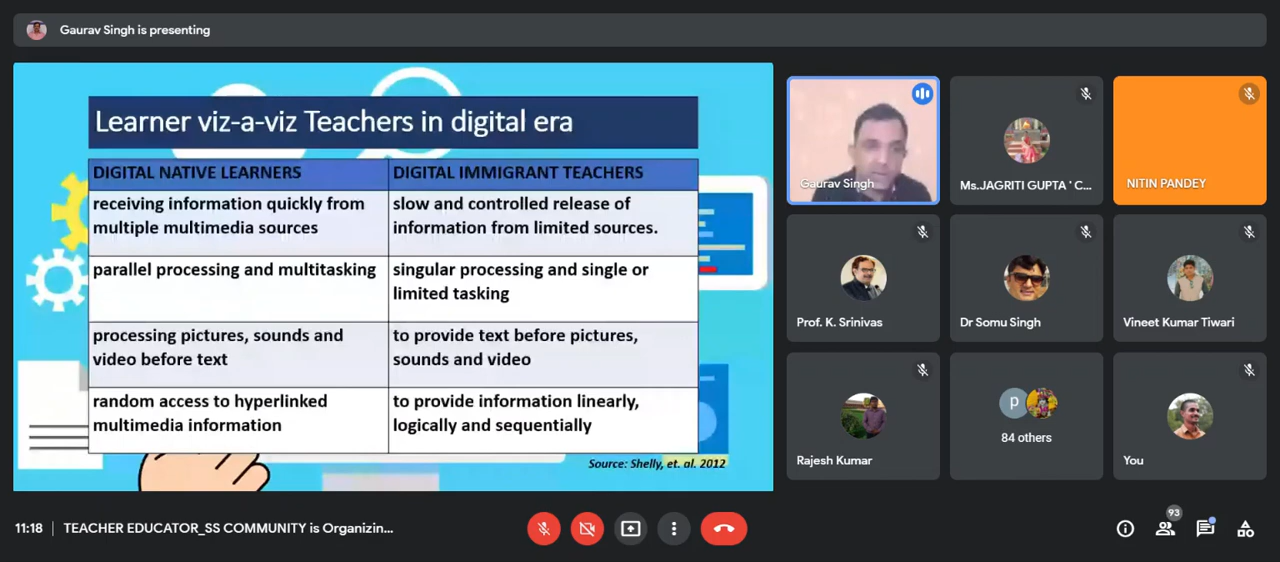 Gaurav Singh is presenting
Learner viz-a-viz Teachers in digital era
DIGITAL NATIVE LEARNERS
DIGITAL IMMIGRANT TEACHERS
receiving information quickly from
multiple multimedia sources
slow and controlled release of
information from limited sources.
parallel processing and multitasking
singular processing and single or
limited tasking
processing pictures, sounds and
video before text
to provide text before pictures,
sounds and video
random access to hyperlinked
multimedia information
to provide information linearly,
logically and sequentially
Source: Shelly, et. al. 2012
Gaurav Singh
Ms.JAGRITI GUPTA ' C...
NITIN PANDEY
Prof. K. Srinivas
Dr Somu Singh
Vineet Kumar Tiwari
Rajesh Kumar
p
84 others
You
11:18 | TEACHER EDUCATOR_SS COMMUNITY is Organizin...
93